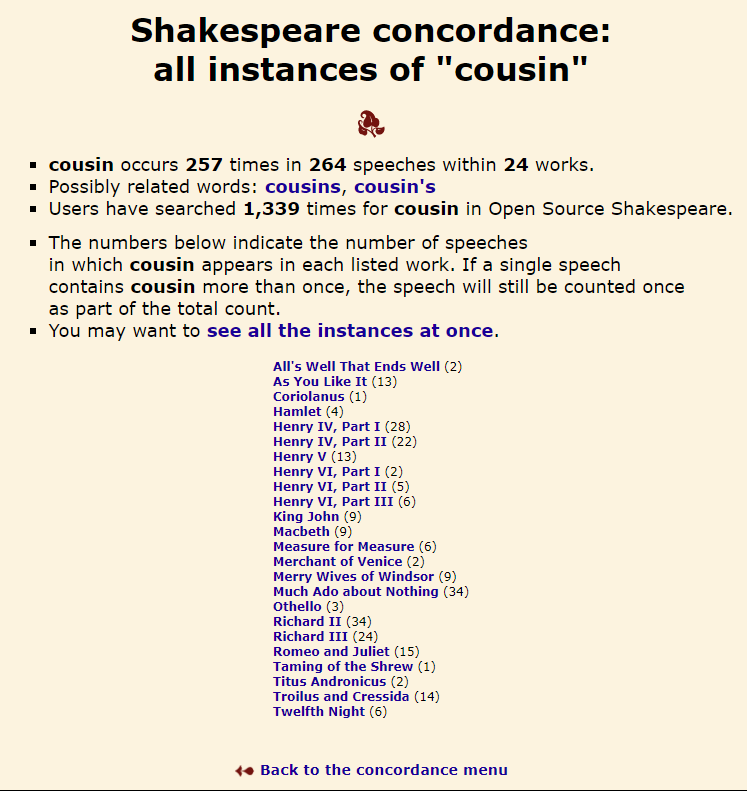 Shakespeare concordance:
all instances of "cousin"
cousin occurs 257 times in 264 speeches within 24 works.
Possibly related words: cousins, cousin's
Users have searched 1,339 times for cousin in Open Source Shakespeare.
The numbers below indicate the number of speeches
in which cousin appears in each listed work. If a single speech
contains cousin more than once, the speech will still be counted once
as part of the total count.
You may want to see all the instances at once.
All's Well That Ends Well (2)
As You Like It (13)
Coriolanus (1)
Hamlet (4)
Henry IV, Part I (28)
Henry IV, Part II (22)
Henry V (13)
Henry VI, Part I (2)
Henry VI, Part II (5)
Henry VI, Part III (6)
King John (9)
Macbeth (9)
Measure for Measure (6)
Merchant of Venice (2)
Merry Wives of Windsor (9)
Much Ado about Nothing (34)
Othello (3)
Richard II (34)
Richard III (24)
Romeo and Juliet (15)
Taming of the Shrew (1)
Titus Andronicus (2)
Troilus and Cressida (14)
Twelfth Night (6)
Back to the concordance menu